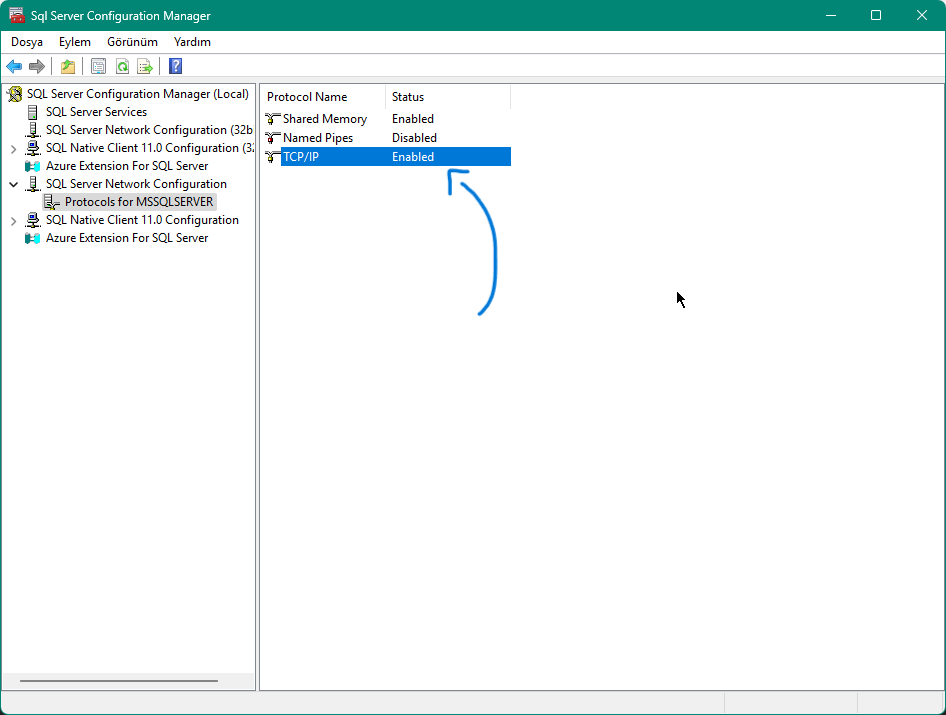 Sql Server Configuration Manager
Dosya Eylem Görünüm Yardım
SQL Server Configuration Manager (Local)
SQL Server Services
SQL Server Network Configuration (32b
SQL Native Client 11.0 Configuration (32
Azure Extension For SQL Server
SQL Server Network Configuration
Protocols for MSSQLSERVER
SQL Native Client 11.0 Configuration
Azure Extension For SQL Server
Protocol Name Status
Shared Memory Enabled
Named Pipes Disabled
TCP/IP Enabled